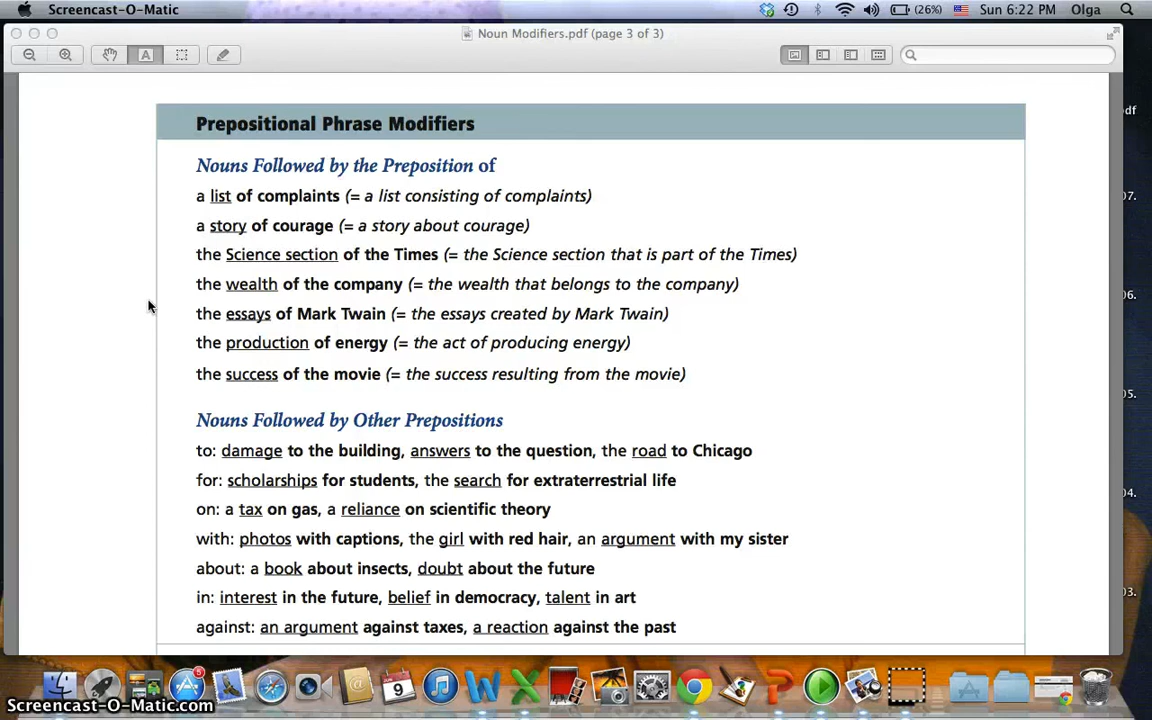 Screencast-O-Matic
(26%)
Sun 6:22 PM
Olga
Noun Modifiers.pdf (page 3 of 3)
Prepositional Phrase Modifiers
Nouns Followed by the Preposition of
a list of complaints (= a list consisting of complaints)
a story of courage (= a story about courage)
the Science section of the Times (= the Science section that is part of the Times)
the wealth of the company (= the wealth that belongs to the company)
the essays of Mark Twain (= the essays created by Mark Twain)
the production of energy (= the act of producing energy)
the success of the movie (= the success resulting from the movie)
Nouns Followed by Other Prepositions
to: damage to the building, answers to the question, the road to Chicago
for: scholarships for students, the search for extraterrestrial life
on: a tax on gas, a reliance on scientific theory
with: photos with captions, the girl with red hair, an argument with my sister
about: a book about insects, doubt about the future
in: interest in the future, belief in democracy, talent in art
against: an argument against taxes, a reaction against the past
df
07.
06.
05.
04.
03.
5
9
Screencast-O-Matic.com